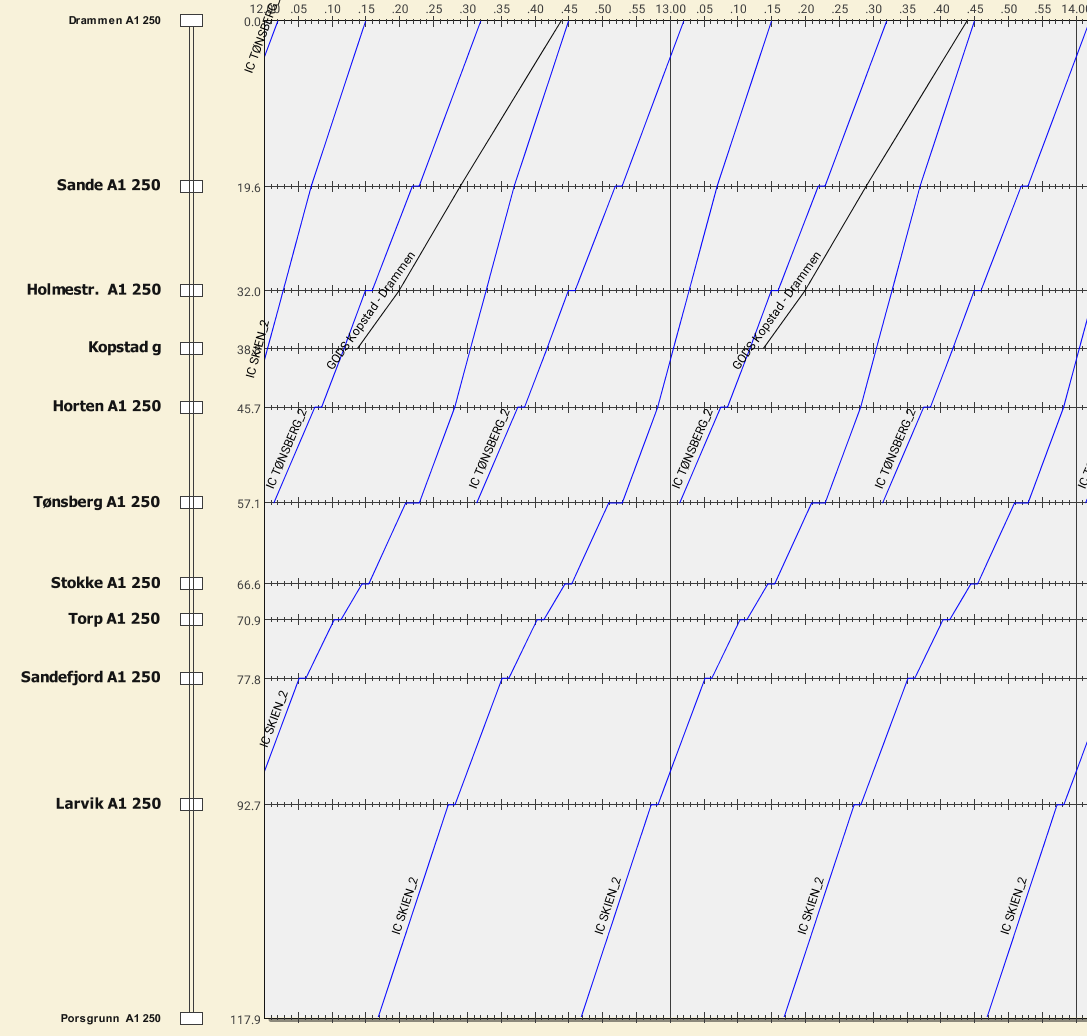 12.00 .05 .10 .15 .20 .25 .30 .35 .40 .45 .50 .55 13.00 .05 .10 .15 .20 .25 .30 .35 .40 .45 .50 .55 14.00
Drammen A1 250 0.0
IC TØNSBERG
Sande A1 250 19.6
Holmestr. A1 250 32.0
GODS Kopstad - Drammen
GODS Kopstad - Drammen
IC SKIEN_2
Kopstad g 38
Horten A1 250 45.7
IC TØNSBERG_2
IC TØNSBERG_2
IC TØNSBERG_2
IC TØNSBERG_2
Tønsberg A1 250 57.1
Stokke A1 250 66.6
Torp A1 250 70.9
Sandefjord A1 250 77.8
IC SKIEN_2
Larvik A1 250 92.7
IC SKIEN_2
IC SKIEN_2
IC SKIEN_2
IC SKIEN_2
Porsgrunn A1 250 117.9